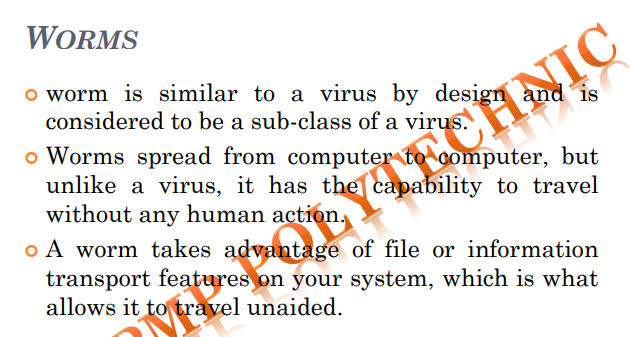 WORMS
worm is similar to a virus by design and is
considered to be a sub-class of a virus.
Worms spread from computer to computer, but
unlike a virus, it has the capability to travel
without any human action.
A worm takes advantage of file or information
transport features on your system, which is what
allows it to travel unaided.
RMP POLYTECHNIC